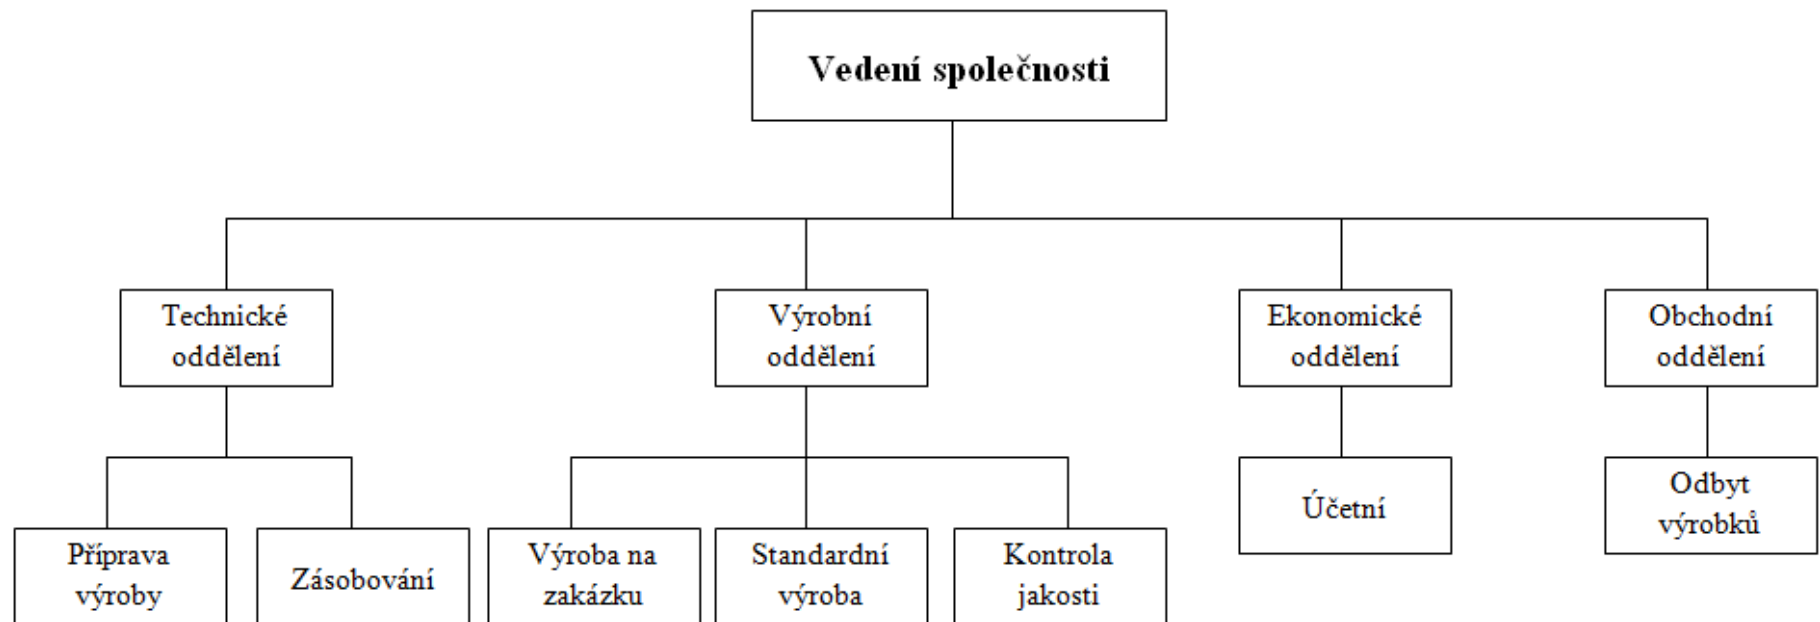 Vedení společnosti
Technické
oddělení
Výrobní
oddělení
Ekonomické
oddělení
Obchodní
oddělení
Příprava
výroby
Zásobování
Výroba na
zakázku
Standardní
výroba
Kontrola
jakosti
Účetní
Odbyt
výrobků